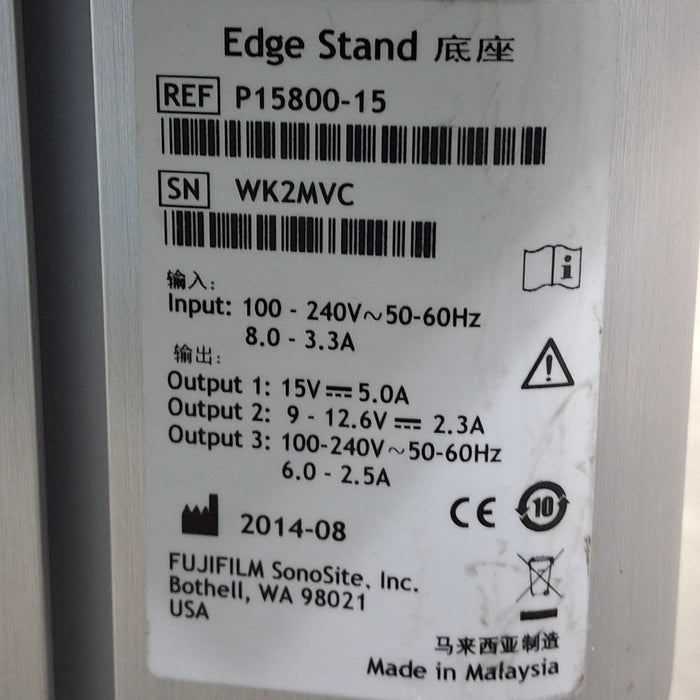 Edge Stand 底座
REF P15800-15
SN WK2MVC
输入:
Input: 100 - 240V~50-60Hz
8.0 - 3.3A
输出:
Output 1: 15V⎓5.0A
Output 2: 9 - 12.6V⎓ 2.3A
Output 3: 100-240V~50-60Hz
6.0 - 2.5A
2014-08
CE 10
FUJIFILM SonoSite, Inc.
Bothell, WA 98021
USA
马来西亚制造
Made in Malaysia